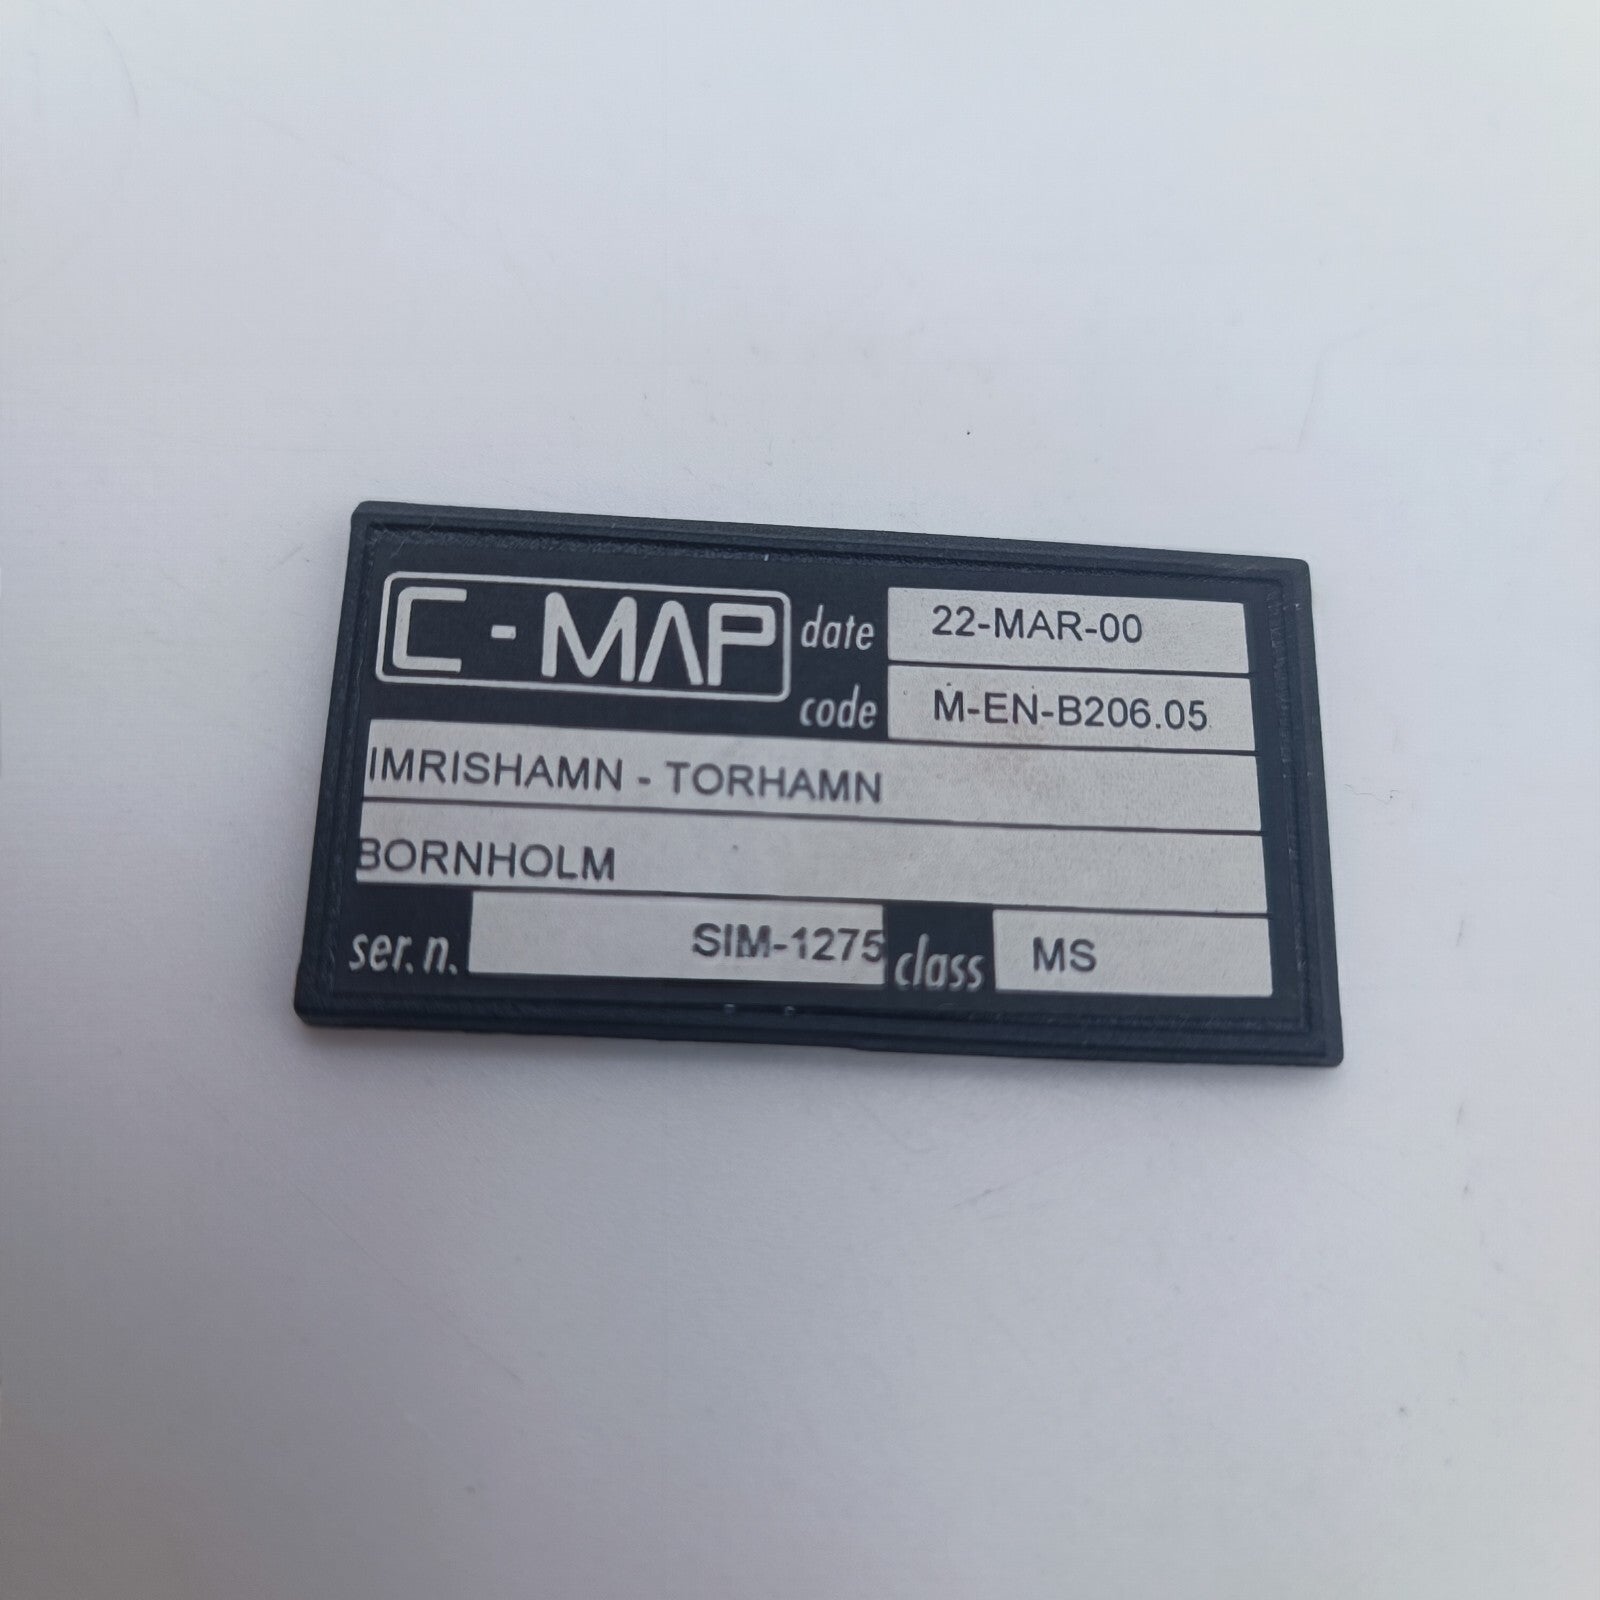 C-MAP date 22-MAR-00
code M-EN-B206.05
IMRISHAMN - TORHAMN
BORNHOLM
ser. n. SIM-1275 class MS